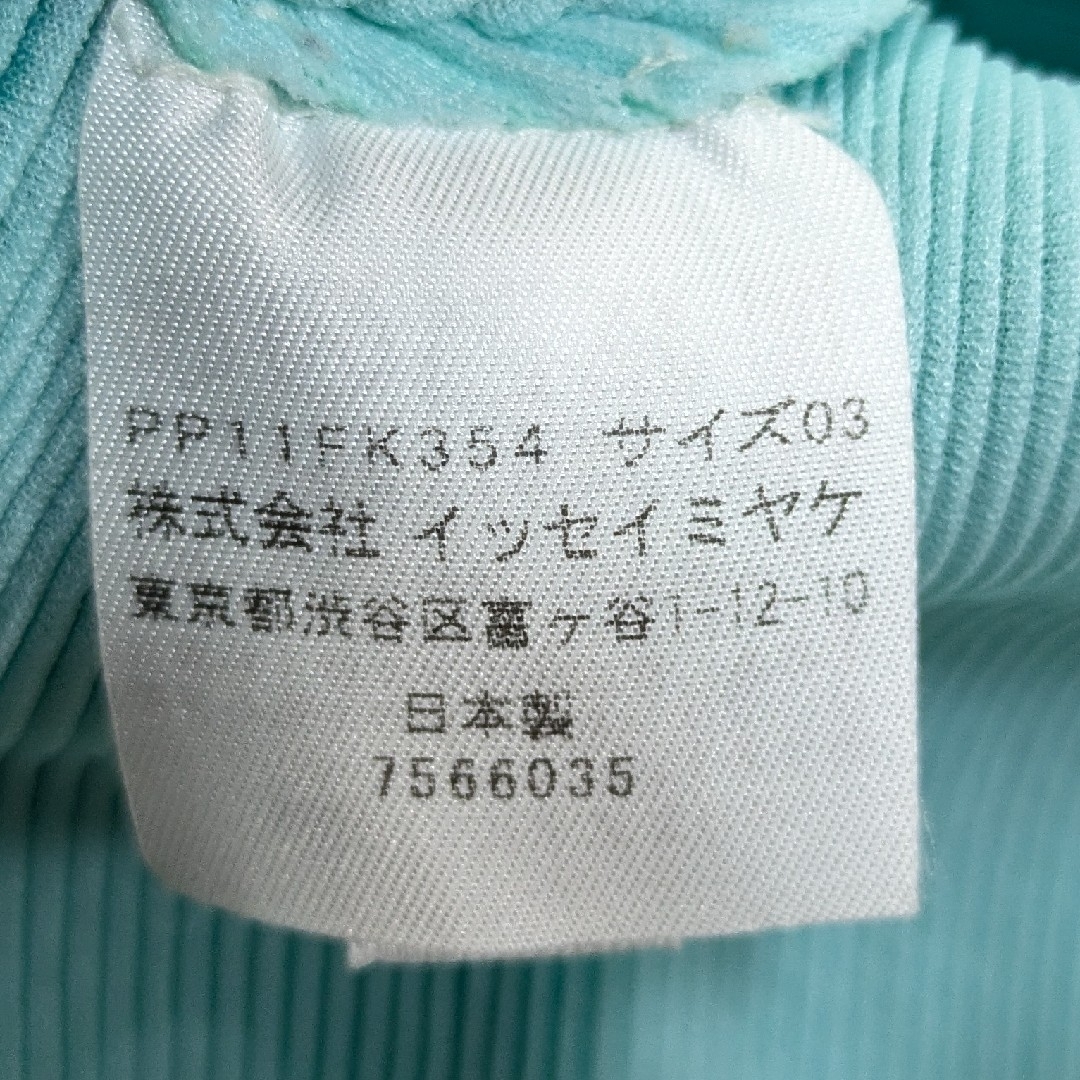 PP11FK354 サイズ03
株式会社 イッセイミヤケ
東京都渋谷区富ヶ谷1-12-10
日本製
7566035